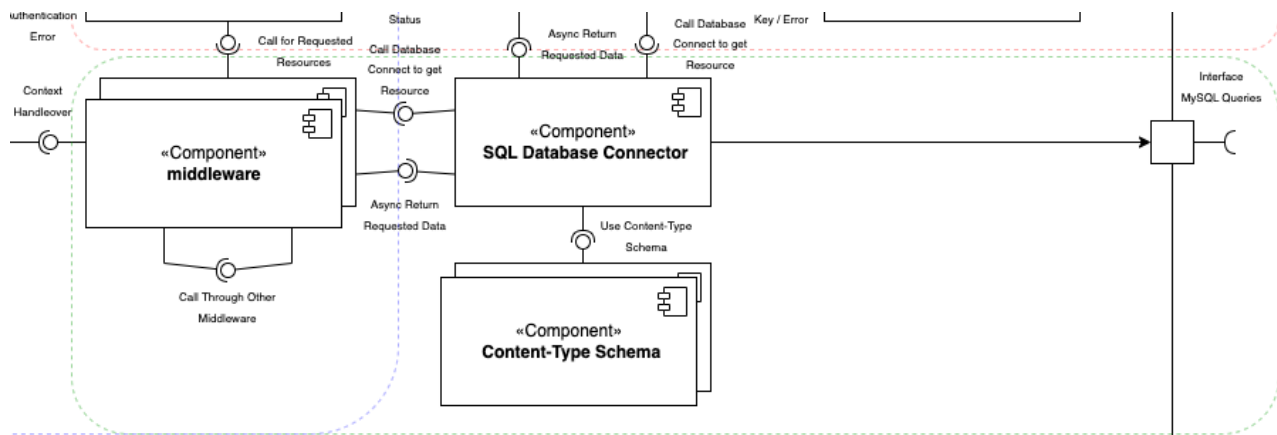 uthentication
Error
Status
Key / Error
Call for Requested
Resources
Call Database
Connect to get
Resource
Async Return
Requested Data
Call Database
Connect to get
Resource
Context
Handleover
Interface
MySQL Queries
«Component»
middleware
«Component»
SQL Database Connector
Async Return
Requested Data
Use Content-Type
Schema
Call Through Other
Middleware
«Component»
Content-Type Schema